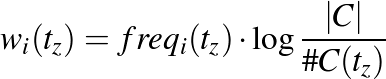 w_i(t_z) = freq_i(t_z) · log |C| / #C(t_z)